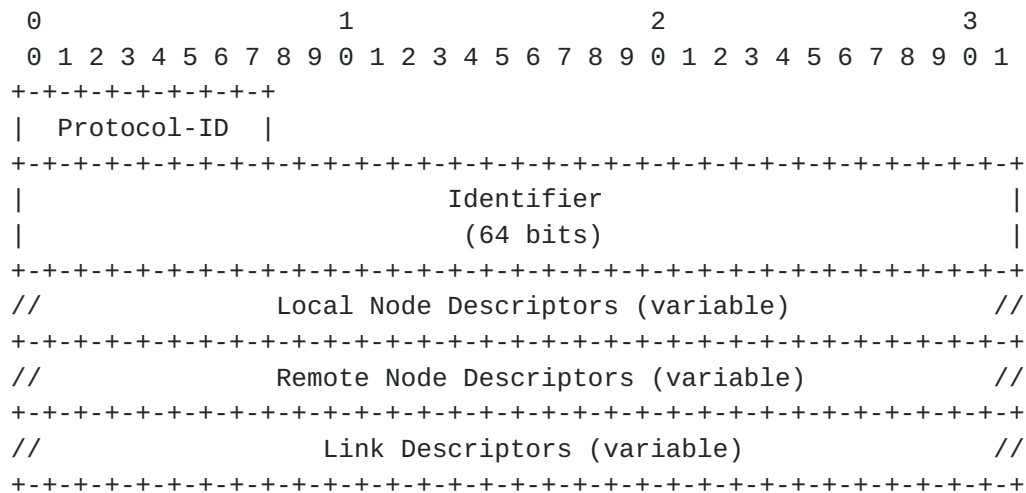 0                   1                   2                   3
 0 1 2 3 4 5 6 7 8 9 0 1 2 3 4 5 6 7 8 9 0 1 2 3 4 5 6 7 8 9 0 1
+-+-+-+-+-+-+-+-+
|  Protocol-ID  |
+-+-+-+-+-+-+-+-+-+-+-+-+-+-+-+-+-+-+-+-+-+-+-+-+-+-+-+-+-+-+-+-+
|                           Identifier                          |
|                            (64 bits)                          |
+-+-+-+-+-+-+-+-+-+-+-+-+-+-+-+-+-+-+-+-+-+-+-+-+-+-+-+-+-+-+-+-+
//               Local Node Descriptors (variable)             //
+-+-+-+-+-+-+-+-+-+-+-+-+-+-+-+-+-+-+-+-+-+-+-+-+-+-+-+-+-+-+-+-+
//               Remote Node Descriptors (variable)            //
+-+-+-+-+-+-+-+-+-+-+-+-+-+-+-+-+-+-+-+-+-+-+-+-+-+-+-+-+-+-+-+-+
//                  Link Descriptors (variable)                //
+-+-+-+-+-+-+-+-+-+-+-+-+-+-+-+-+-+-+-+-+-+-+-+-+-+-+-+-+-+-+-+-+